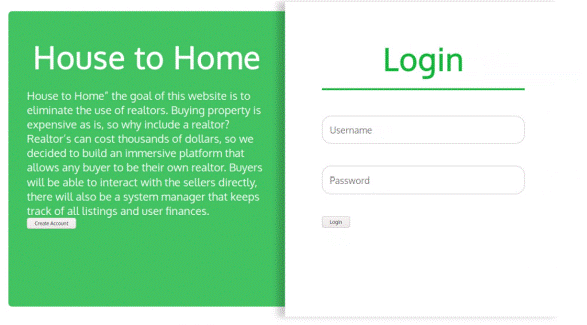 House to Home
House to Home" the goal of this website is to
eliminate the use of realtors. Buying property is
expensive as is, so why include a realtor?
Realtor's can cost thousands of dollars, so we
decided to build an immersive platform that
allows any buyer to be their own realtor. Buyers
will be able to interact with the sellers directly,
there will also be a system manager that keeps
track of all listings and user finances.
Create Account
Login
Username
Password
Login